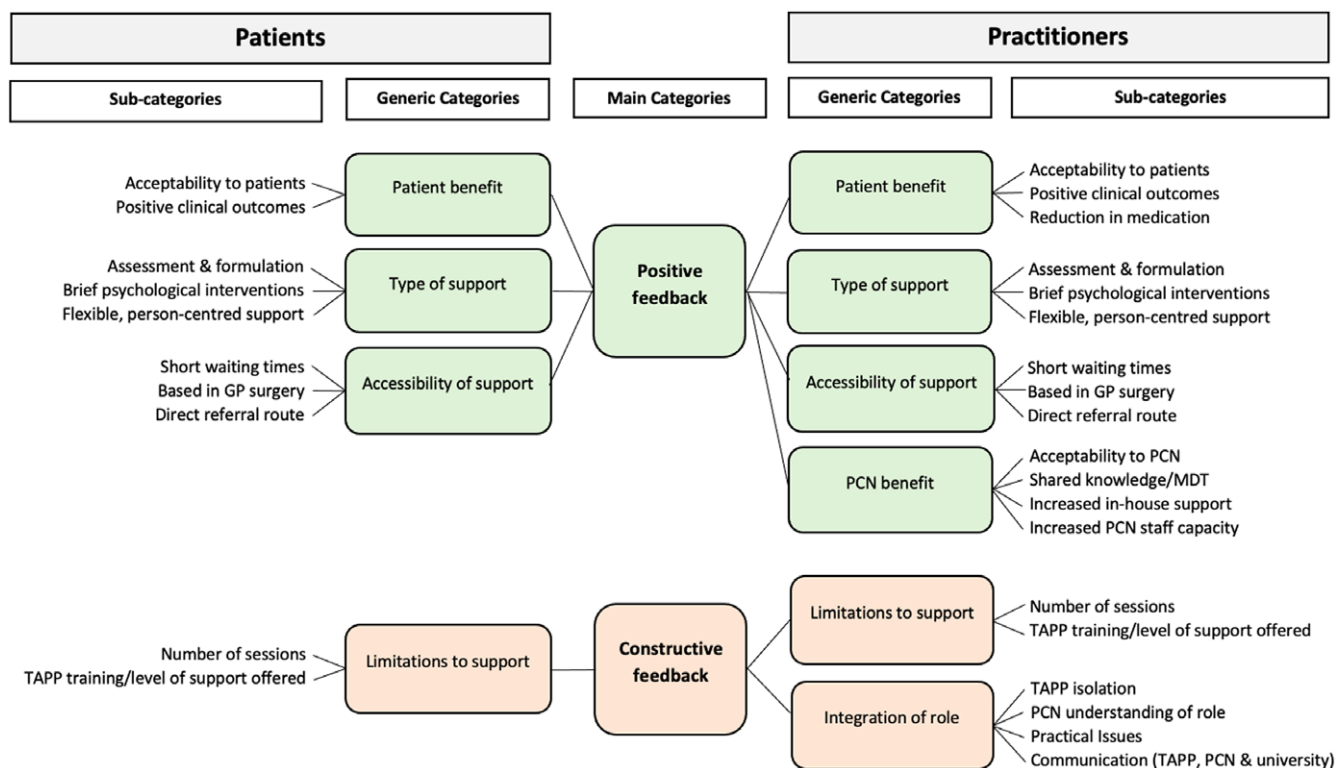 Patients
Practitioners
Sub-categories
Generic Categories
Main Categories
Generic Categories
Sub-categories
Acceptability to patients
Positive clinical outcomes
Patient benefit
Assessment & formulation
Brief psychological interventions
Flexible, person-centred support
Type of support
Short waiting times
Based in GP surgery
Direct referral route
Accessibility of support
Positive
feedback
Patient benefit
Acceptability to patients
Positive clinical outcomes
Reduction in medication
Type of support
Assessment & formulation
Brief psychological interventions
Flexible, person-centred support
Accessibility of support
Short waiting times
Based in GP surgery
Direct referral route
PCN benefit
Acceptability to PCN
Shared knowledge/MDT
Increased in-house support
Increased PCN staff capacity
Number of sessions
TAPP training/level of support offered
Limitations to support
Constructive
feedback
Limitations to support
Number of sessions
TAPP training/level of support offered
Integration of role
TAPP isolation
PCN understanding of role
Practical Issues
Communication (TAPP, PCN & university)